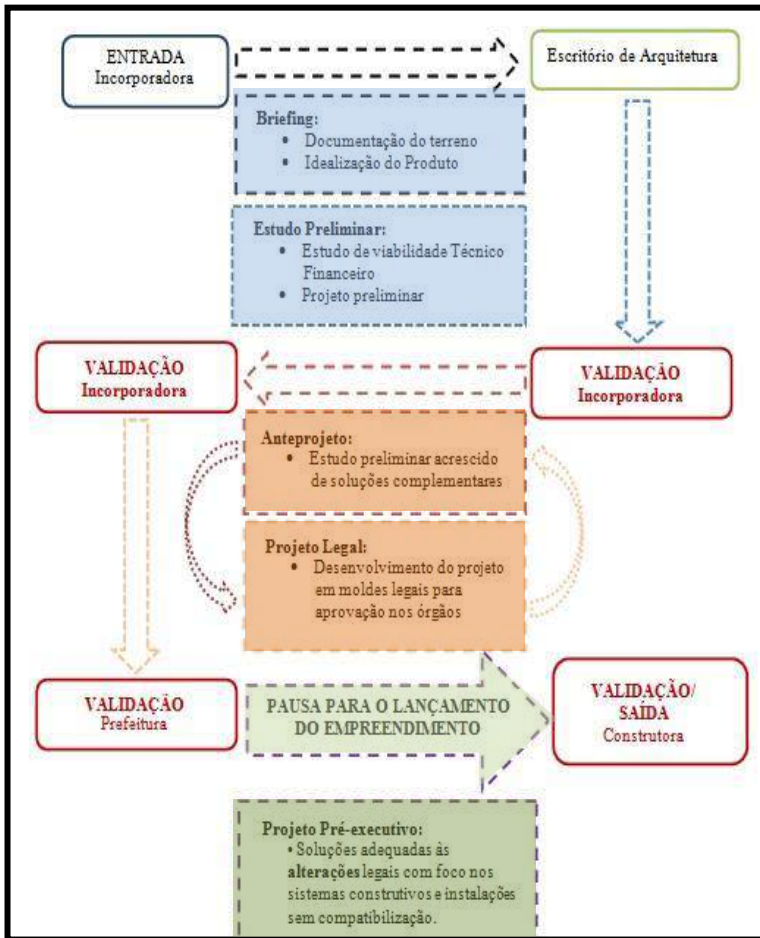 ENTRADA
Incorporadora
Escritório de Arquitetura
Briefing:
• Documentação do terreno
• Idealização do Produto
Estudo Preliminar:
• Estudo de viabilidade Técnico
Financeiro
• Projeto preliminar
VALIDAÇÃO
Incorporadora
VALIDAÇÃO
Incorporadora
Anteprojeto:
• Estudo preliminar acrescido
de soluções complementares
Projeto Legal:
• Desenvolvimento do projeto
em moldes legais para
aprovação nos órgãos
VALIDAÇÃO
Prefeitura
PAUSA PARA O LANÇAMENTO
DO EMPREENDIMENTO
VALIDAÇÃO/
SAÍDA
Construtora
Projeto Pré-executivo:
• Soluções adequadas às
alterações legais com foco nos
sistemas construtivos e instalações
sem compatibilização.